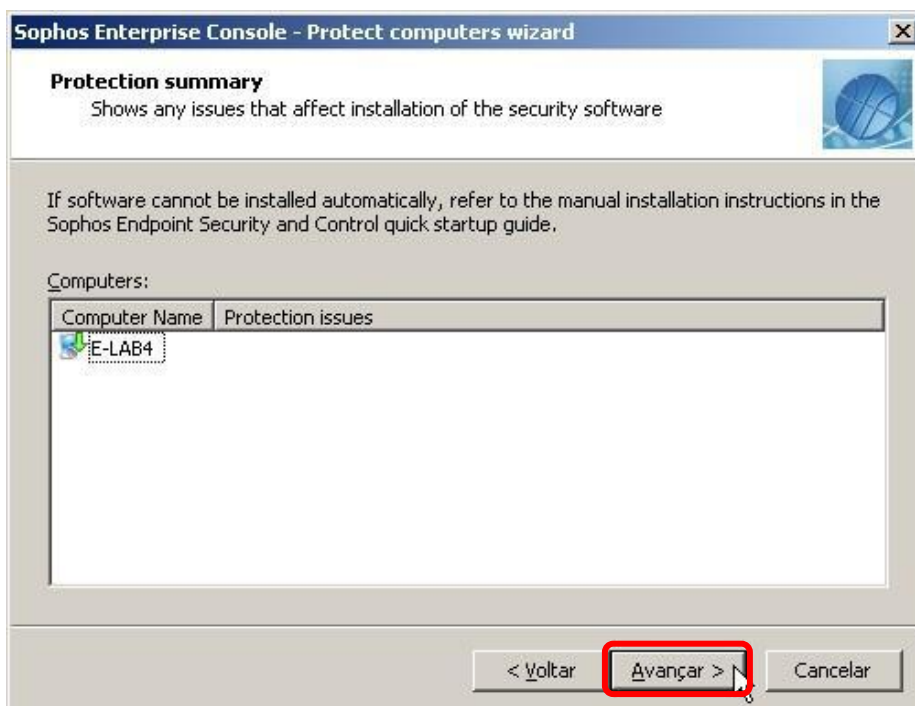 Sophos Enterprise Console - Protect computers wizard
Protection summary
Shows any issues that affect installation of the security software
If software cannot be installed automatically, refer to the manual installation instructions in the
Sophos Endpoint Security and Control quick startup guide.
Computers:
Computer Name Protection issues
E-LAB4
< Voltar Avançar > Cancelar